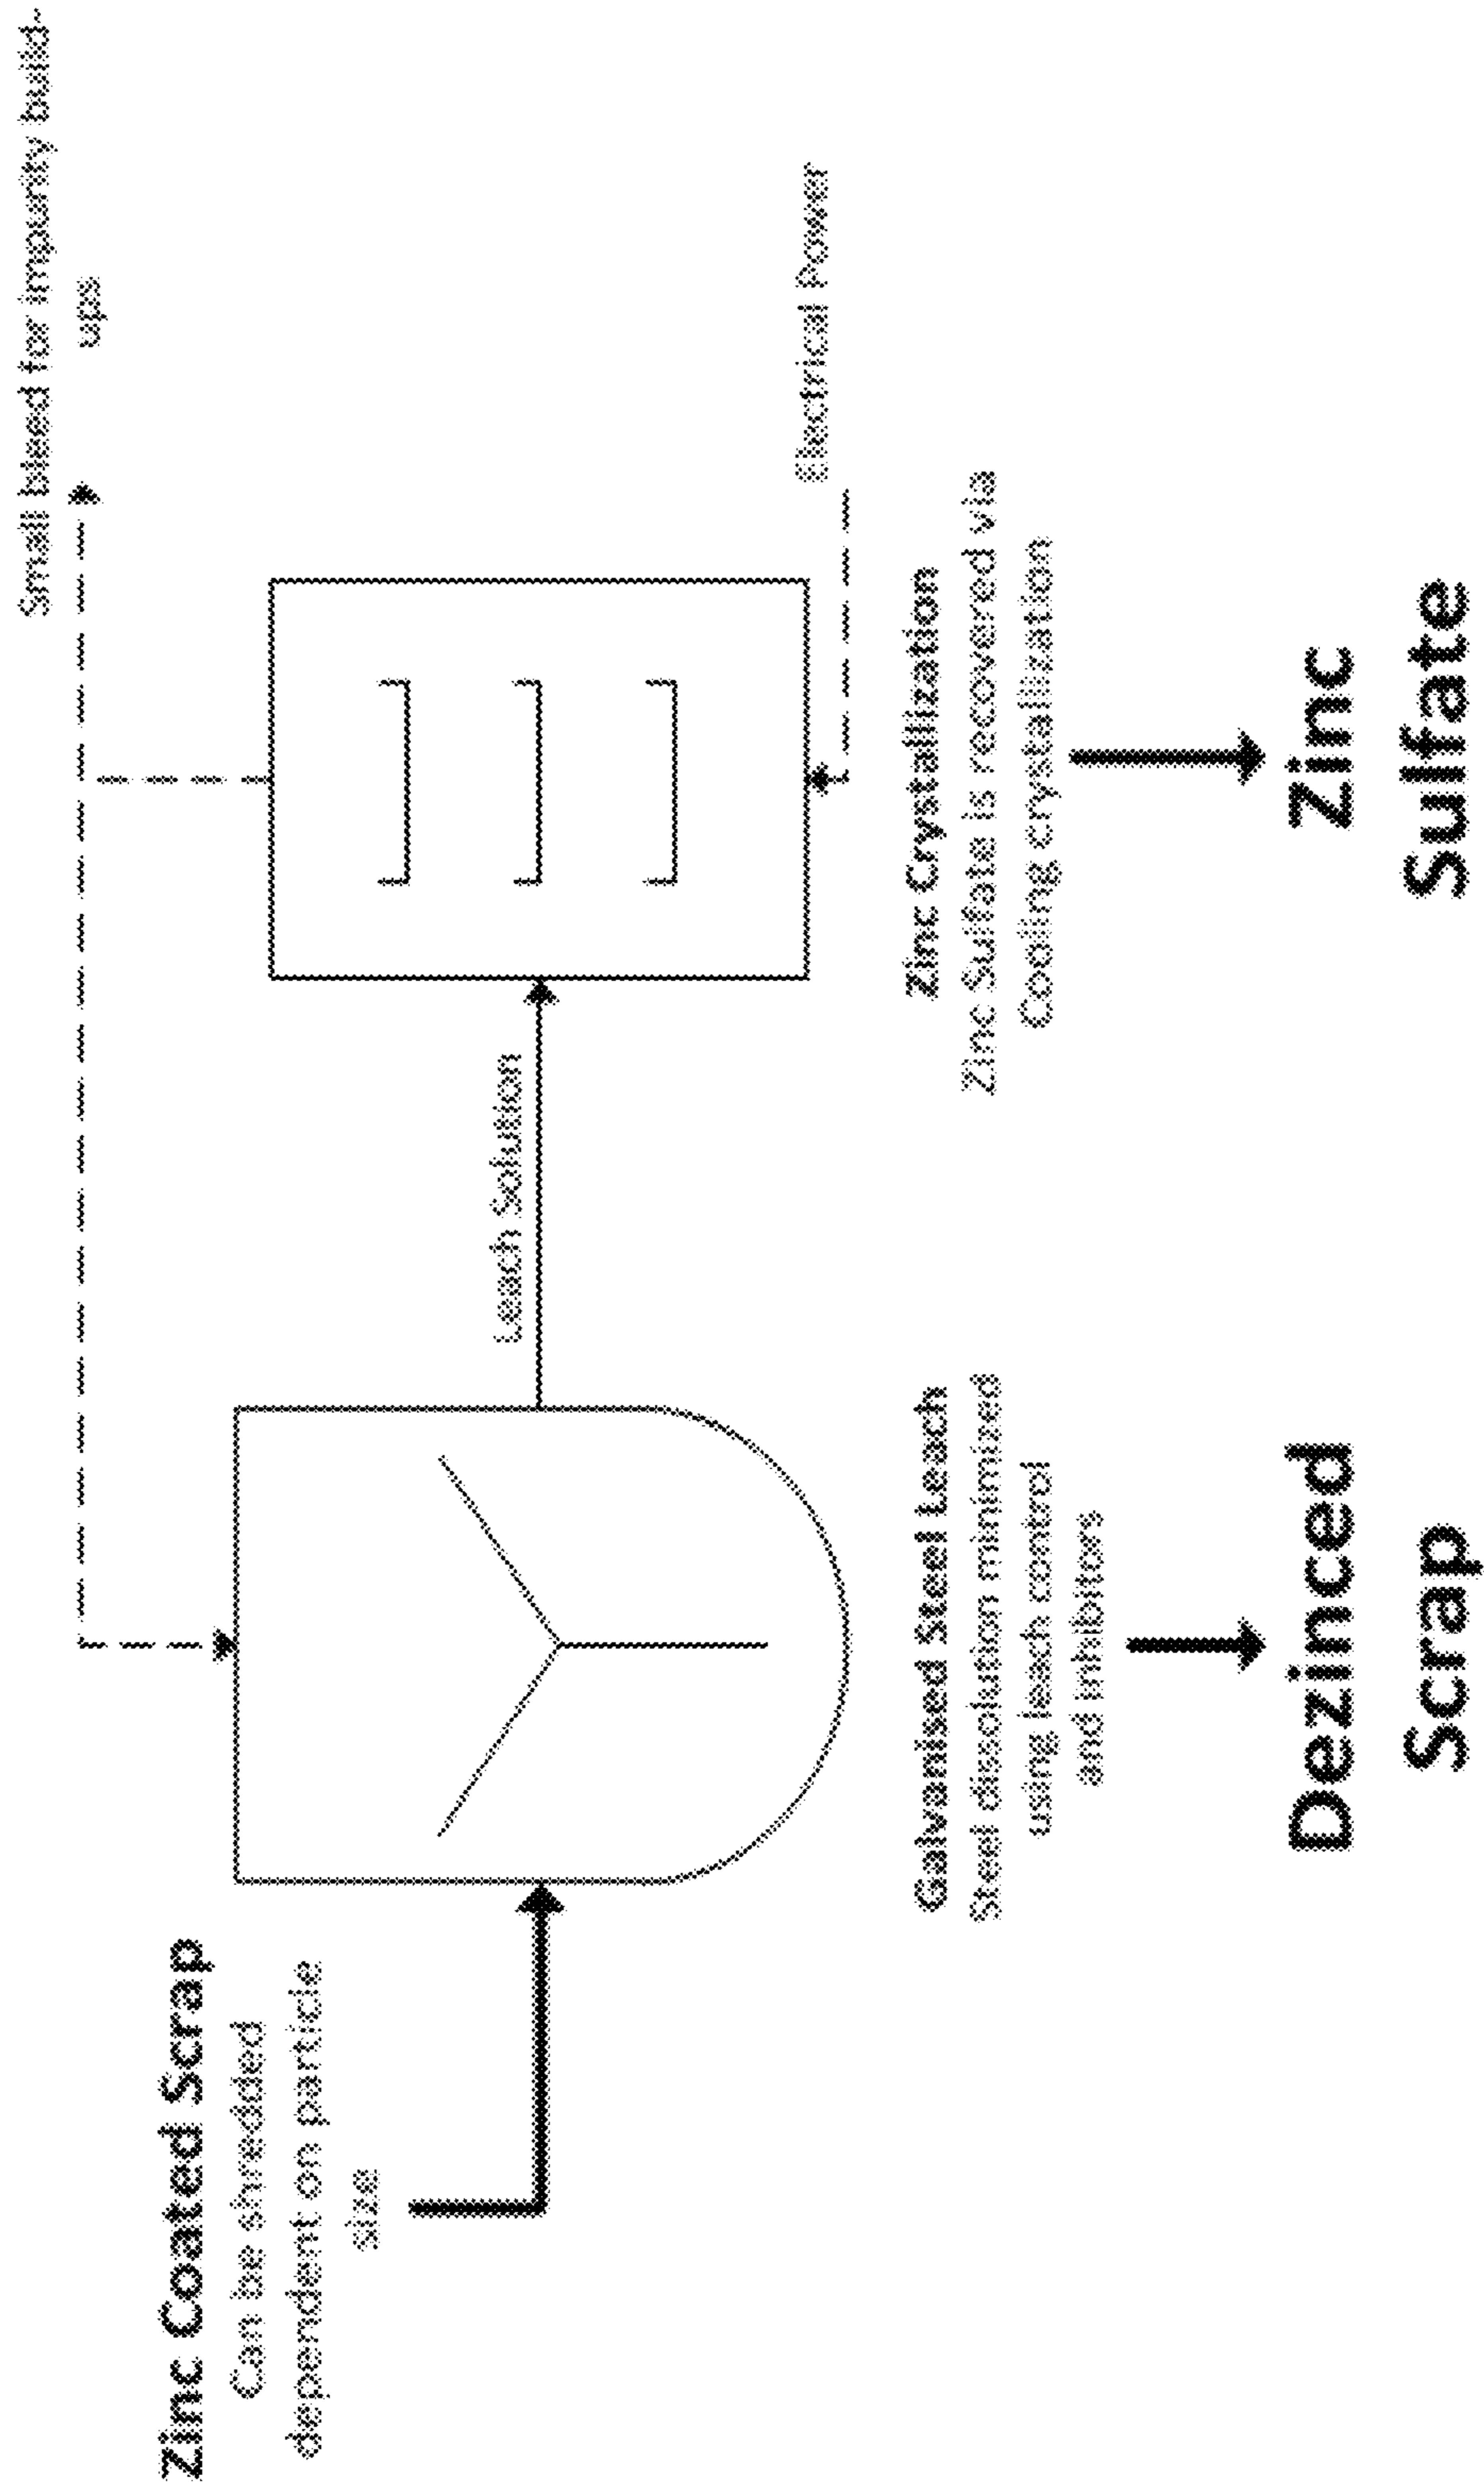 Small bleed for impurity build-
ups
Zinc Coated Scrap
Can be shredded
dependent on particle
size
Leach Solution
Electrical Power
Galvanised Steel Leach
Steel dissolution minimized
using leach control
and inhibitors
Zinc Crystallization
Zinc Sulfate is recovered via
Cooling crystallization
Dezinced
Scrap
Zinc
Sulfate